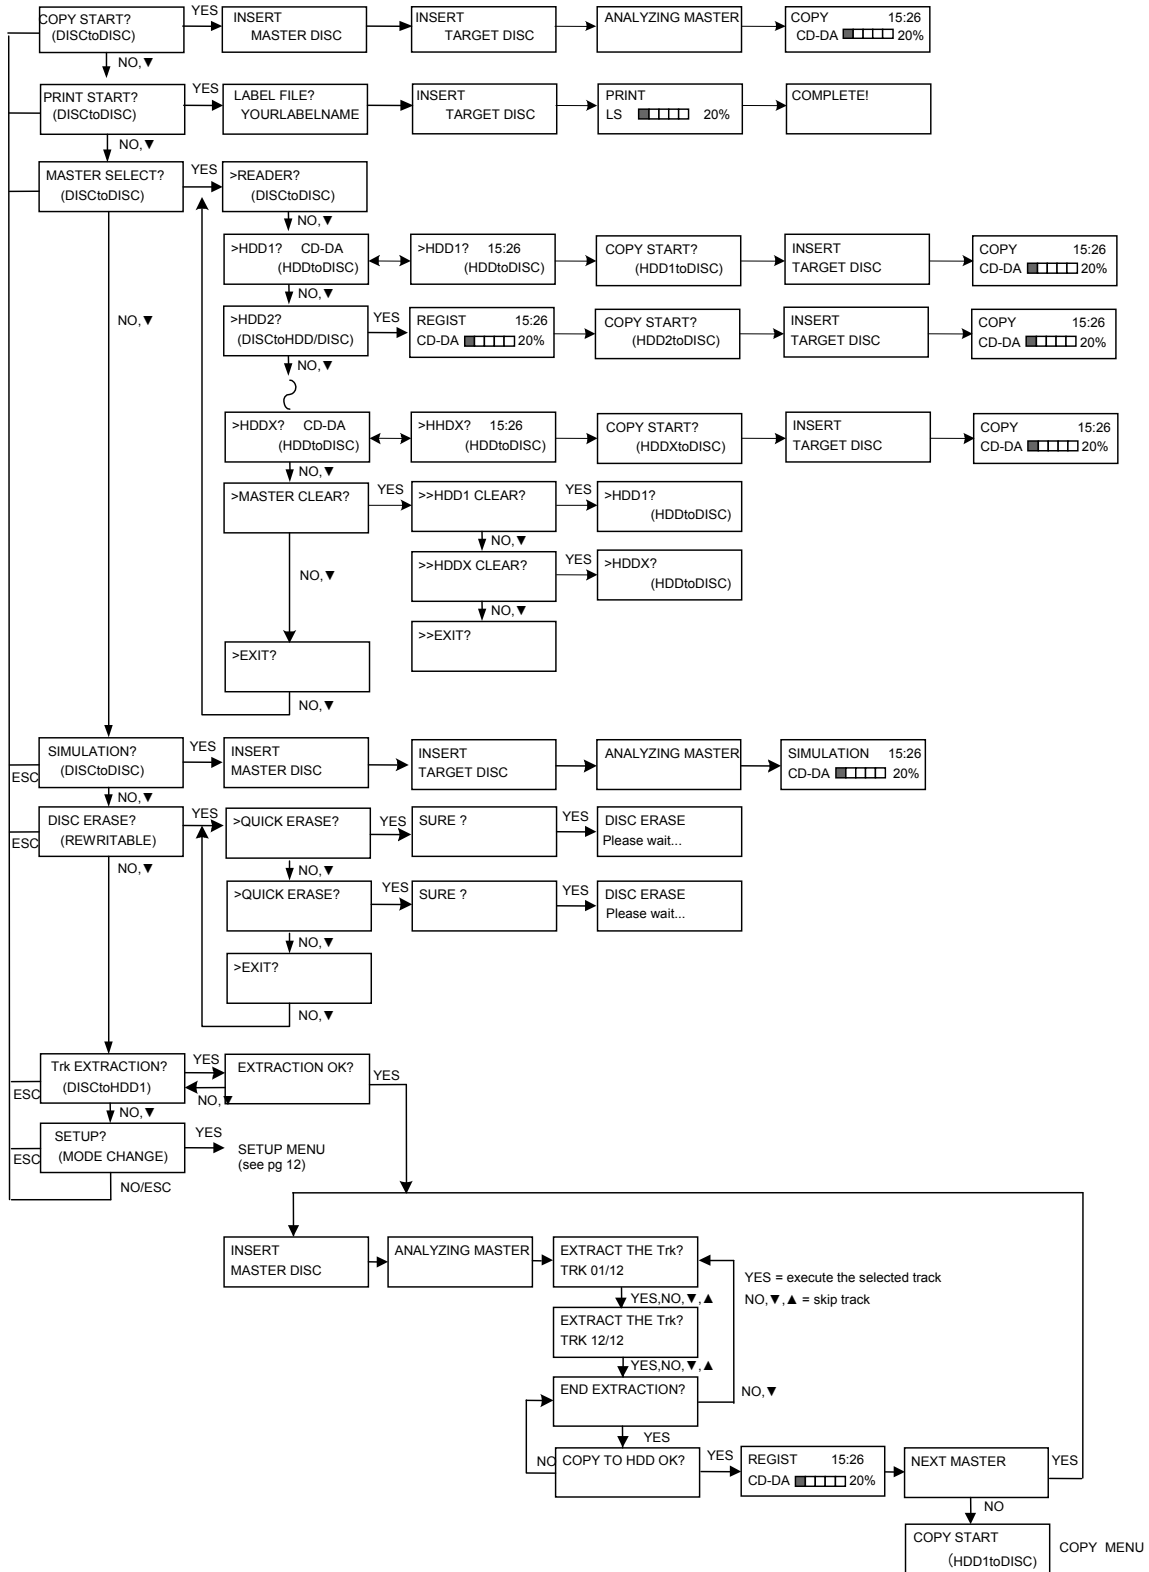 COPY START?
(DISCtoDISC)
YES
INSERT
MASTER DISC
INSERT
TARGET DISC
ANALYZING MASTER
COPY 15:26
CD-DA 20%
NO,▼
PRINT START?
(DISCtoDISC)
YES
LABEL FILE?
YOURLABELNAME
INSERT
TARGET DISC
PRINT
LS 20%
COMPLETE!
NO,▼
MASTER SELECT?
(DISCtoDISC)
YES
>READER?
(DISCtoDISC)
NO,▼
>HDD1? CD-DA
(HDDtoDISC)
>HDD1? 15:26
(HDDtoDISC)
COPY START?
(HDD1toDISC)
INSERT
TARGET DISC
COPY 15:26
CD-DA 20%
NO,▼
NO,▼
>HDD2?
(DISCtoHDD/DISC)
YES
REGIST 15:26
CD-DA 20%
COPY START?
(HDD2toDISC)
INSERT
TARGET DISC
COPY 15:26
CD-DA 20%
NO,▼
>HDDX? CD-DA
(HDDtoDISC)
>HHDX? 15:26
(HDDtoDISC)
COPY START?
(HDDXtoDISC)
INSERT
TARGET DISC
COPY 15:26
CD-DA 20%
NO,▼
>MASTER CLEAR?
YES
>>HDD1 CLEAR?
YES
>HDD1?
(HDDtoDISC)
NO,▼
NO,▼
>>HDDX CLEAR?
YES
>HDDX?
(HDDtoDISC)
NO,▼
>>EXIT?
>EXIT?
NO,▼
SIMULATION?
(DISCtoDISC)
ESC
YES
INSERT
MASTER DISC
INSERT
TARGET DISC
ANALYZING MASTER
SIMULATION 15:26
CD-DA 20%
NO,▼
DISC ERASE?
(REWRITABLE)
ESC
YES
>QUICK ERASE?
YES
SURE ?
YES
DISC ERASE
Please wait...
NO,▼
NO,▼
>QUICK ERASE?
YES
SURE ?
YES
DISC ERASE
Please wait...
NO,▼
>EXIT?
NO,▼
Trk EXTRACTION?
(DISCtoHDD1)
ESC
YES
EXTRACTION OK?
YES
NO,▼
NO,▼
SETUP?
(MODE CHANGE)
ESC
YES
SETUP MENU
(see pg 12)
NO/ESC
INSERT
MASTER DISC
ANALYZING MASTER
EXTRACT THE Trk?
TRK 01/12
YES = execute the selected track
NO,▼,▲ = skip track
YES,NO,▼,▲
EXTRACT THE Trk?
TRK 12/12
YES,NO,▼,▲
END EXTRACTION?
NO,▼
YES
NO
COPY TO HDD OK?
YES
REGIST 15:26
CD-DA 20%
NEXT MASTER
YES
NO
COPY START
(HDD1toDISC)
COPY MENU